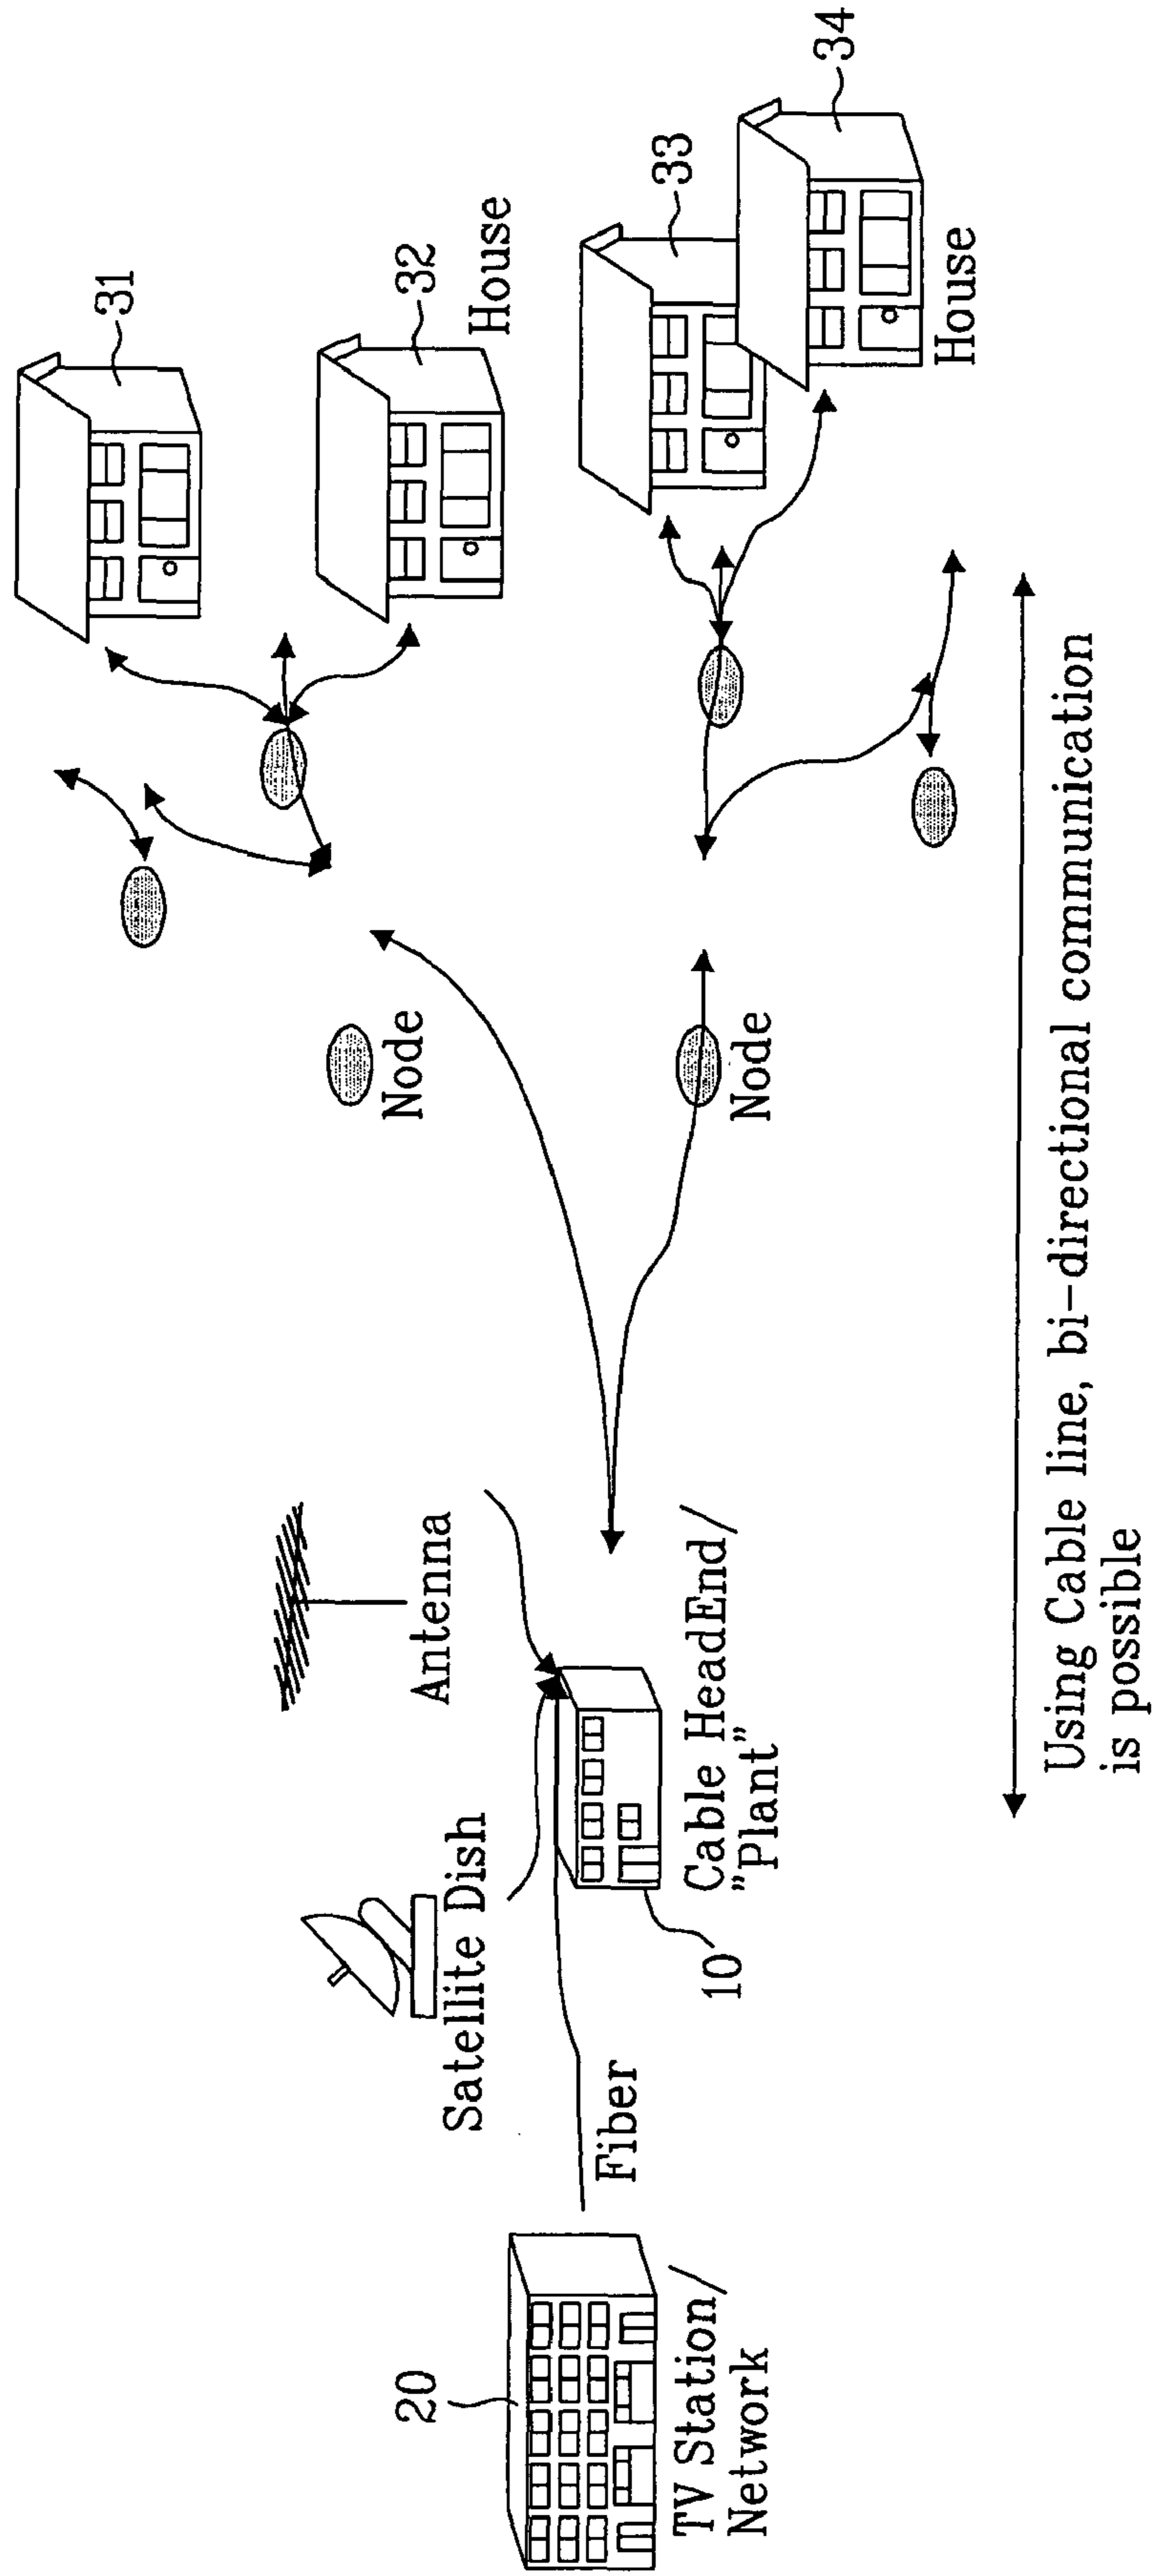 31
32
House
33
34
House
Node
Node
Antenna
Satellite Dish
Cable HeadEnd/
"Plant"
10
Fiber
20
TV Station/
Network
Using Cable line, bi-directional communication
is possible